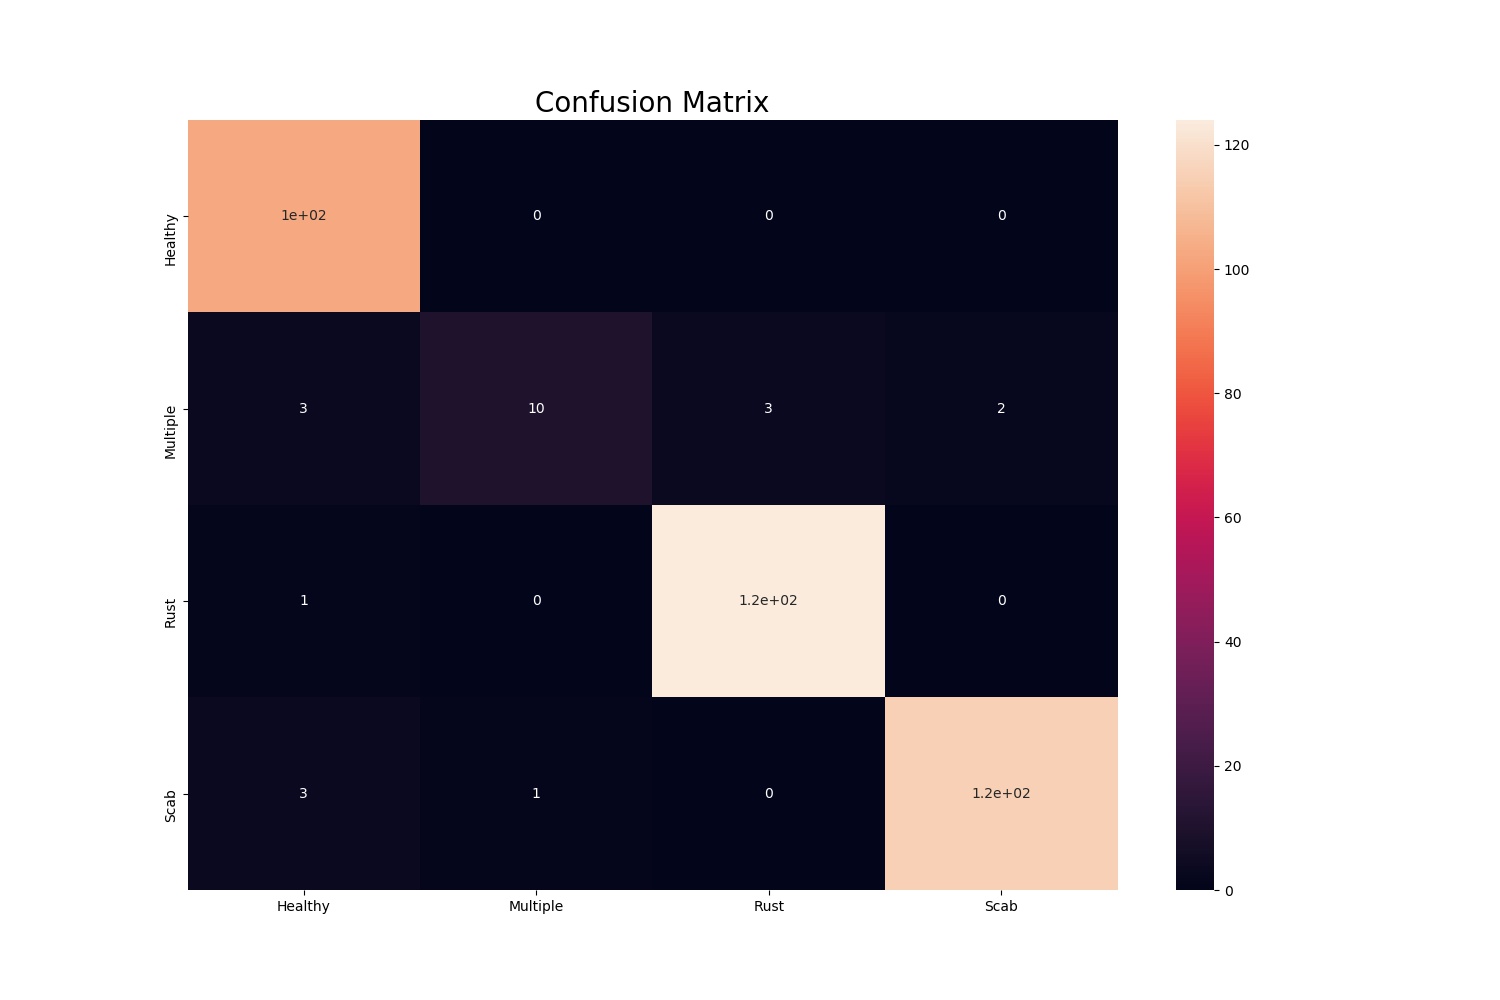 Confusion Matrix
Healthy 1e+02 0 0 0
Multiple 3 10 3 2
Rust 1 0 1.2e+02 0
Scab 3 1 0 1.2e+02
Healthy Multiple Rust Scab
120
100
80
60
40
20
0